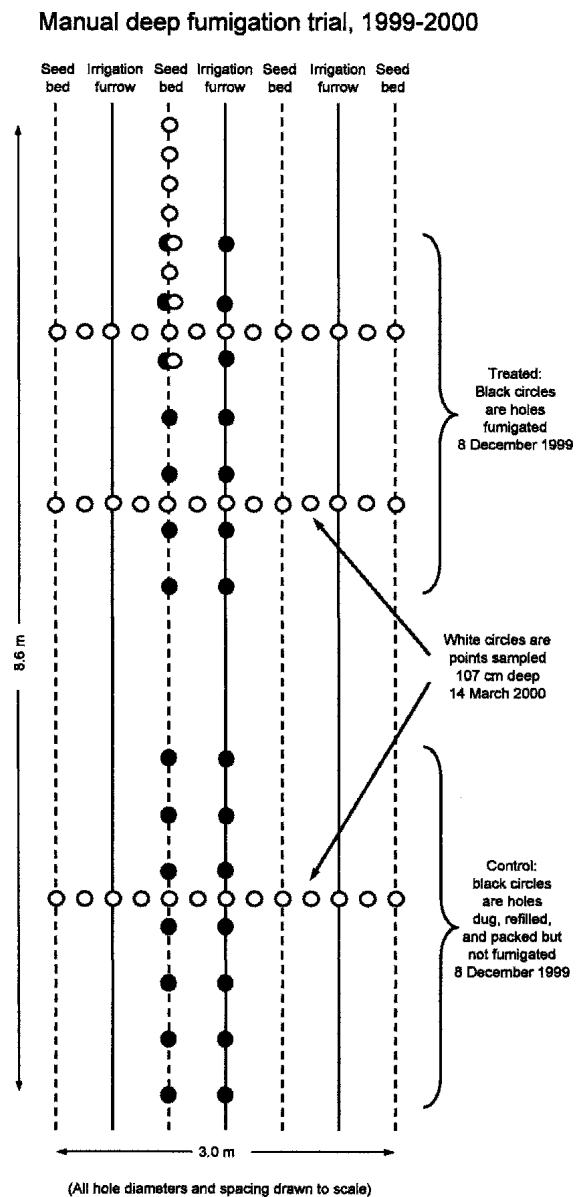 Manual deep fumigation trial, 1999-2000
Seed Irrigation Seed Irrigation Seed Irrigation Seed
bed furrow bed furrow bed furrow bed
Treated:
Black circles
are holes
fumigated
8 December 1999
8.6 m
White circles are
points sampled
107 cm deep
14 March 2000
Control:
black circles
are holes
dug, refilled,
and packed but
not fumigated
8 December 1999
3.0 m
(All hole diameters and spacing drawn to scale)